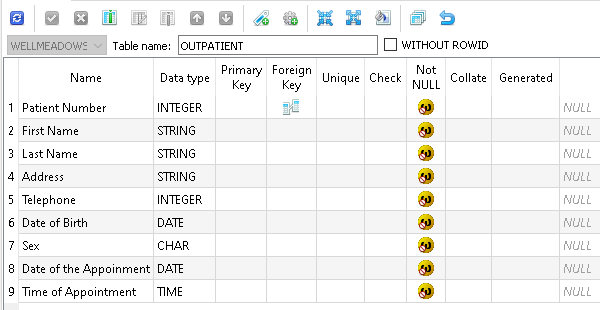 WELLMEADOWS Table name: OUTPATIENT WITHOUT ROWID
Name Data type Primary Key Foreign Key Unique Check Not NULL Collate Generated
1 Patient Number INTEGER NULL
2 First Name STRING NULL
3 Last Name STRING NULL
4 Address STRING NULL
5 Telephone INTEGER NULL
6 Date of Birth DATE NULL
7 Sex CHAR NULL
8 Date of the Appoinment DATE NULL
9 Time of Appointment TIME NULL